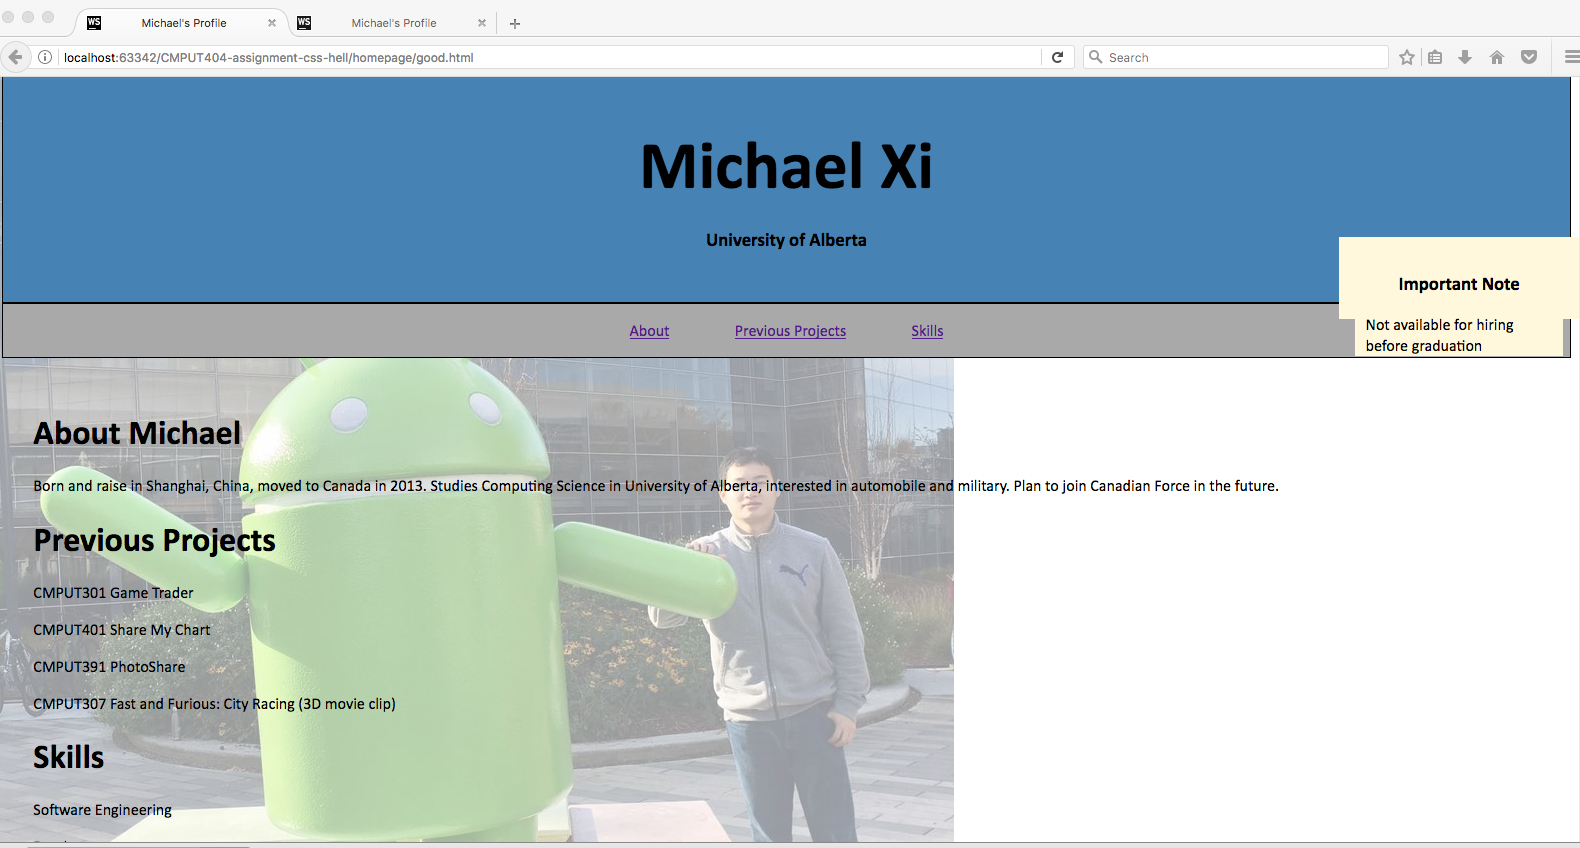 Michael's Profile
Michael's Profile
localhost:63342/CMPUT404-assignment-css-hell/homepage/good.html
Search
Michael Xi
University of Alberta
Important Note
Not available for hiring
before graduation
About
Previous Projects
Skills
About Michael
Born and raise in Shanghai, China, moved to Canada in 2013. Studies Computing Science in University of Alberta, interested in automobile and military. Plan to join Canadian Force in the future.
Previous Projects
CMPUT301 Game Trader
CMPUT401 Share My Chart
CMPUT391 PhotoShare
CMPUT307 Fast and Furious: City Racing (3D movie clip)
Skills
Software Engineering